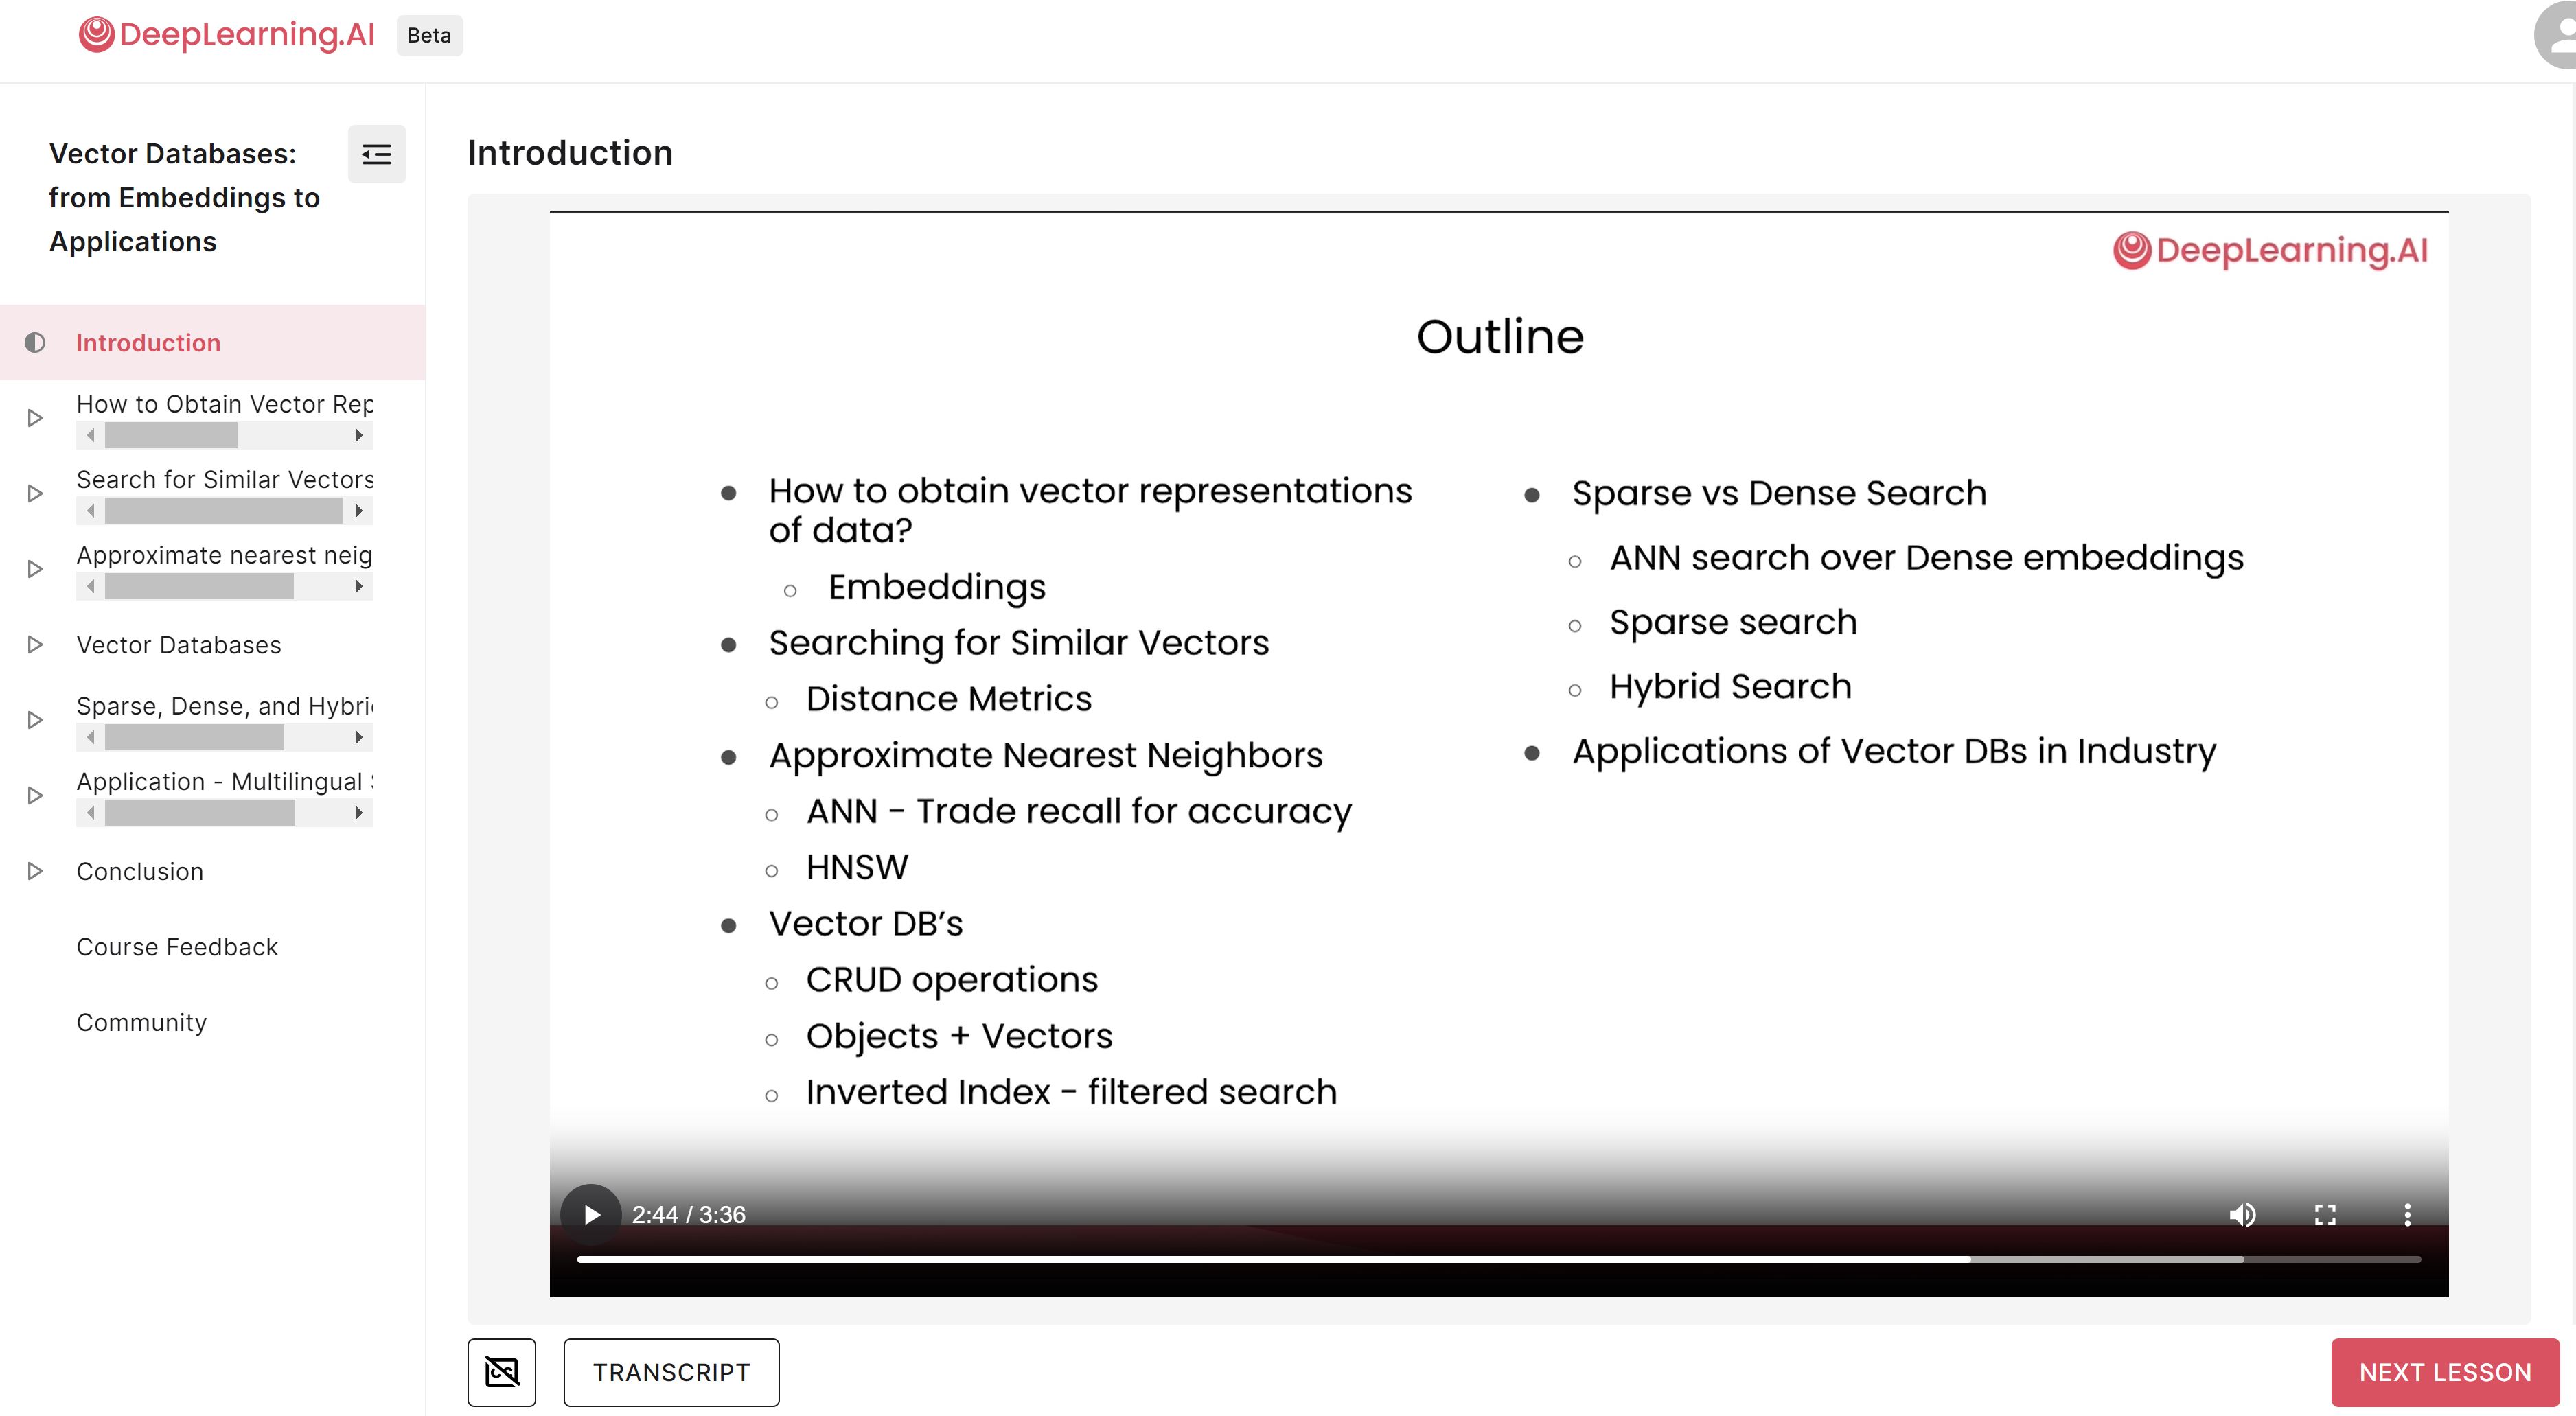 DeepLearning.AI Beta
Vector Databases:
from Embeddings to
Applications
Introduction
How to Obtain Vector Rep
Search for Similar Vectors
Approximate nearest neig
Vector Databases
Sparse, Dense, and Hybri
Application - Multilingual
Conclusion
Course Feedback
Community
Introduction
DeepLearning.AI
Outline
How to obtain vector representations
of data?
Embeddings
Searching for Similar Vectors
Distance Metrics
Approximate Nearest Neighbors
ANN - Trade recall for accuracy
HNSW
Vector DB’s
CRUD operations
Objects + Vectors
Inverted Index - filtered search
Sparse vs Dense Search
ANN search over Dense embeddings
Sparse search
Hybrid Search
Applications of Vector DBs in Industry
2:44 / 3:36
TRANSCRIPT
NEXT LESSON